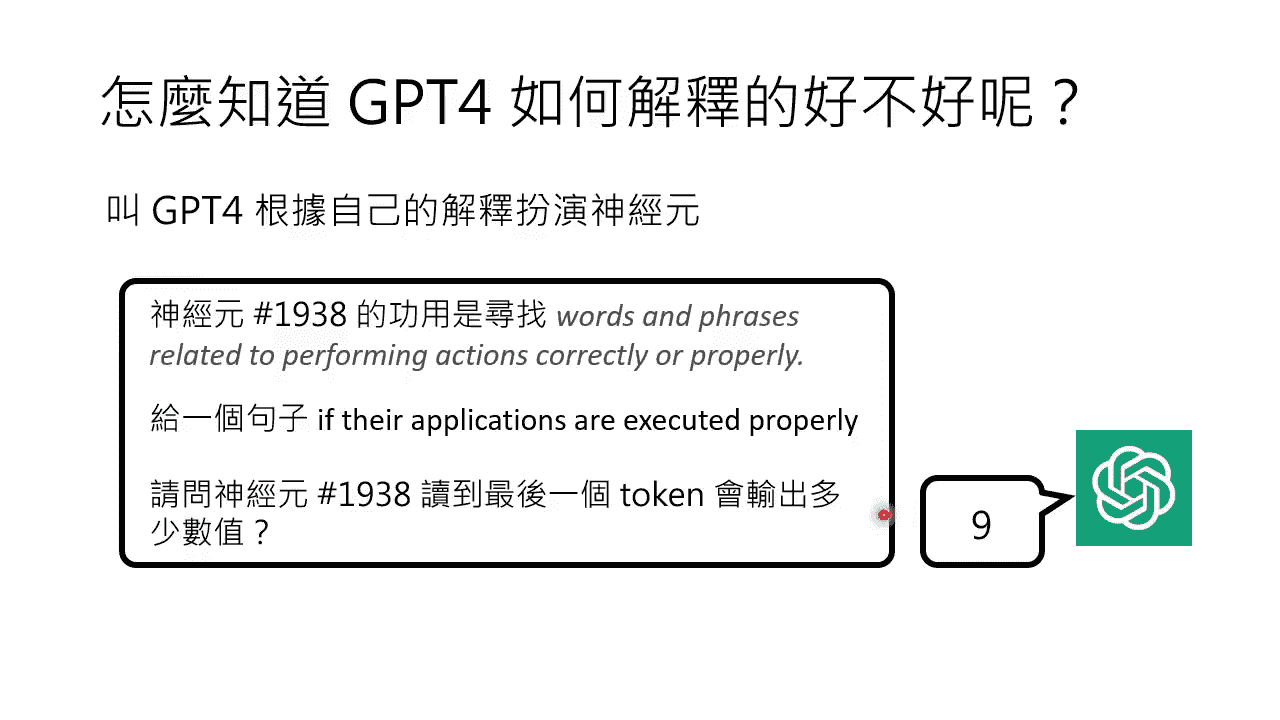 怎麼知道 GPT4 如何解釋的好不好呢？
叫 GPT4 根據自己的解釋扮演神經元
神經元 #1938 的功用是尋找 words and phrases
related to performing actions correctly or properly.
給一個句子 if their applications are executed properly
請問神經元 #1938 讀到最後一個 token 會輸出多
少數值？
9